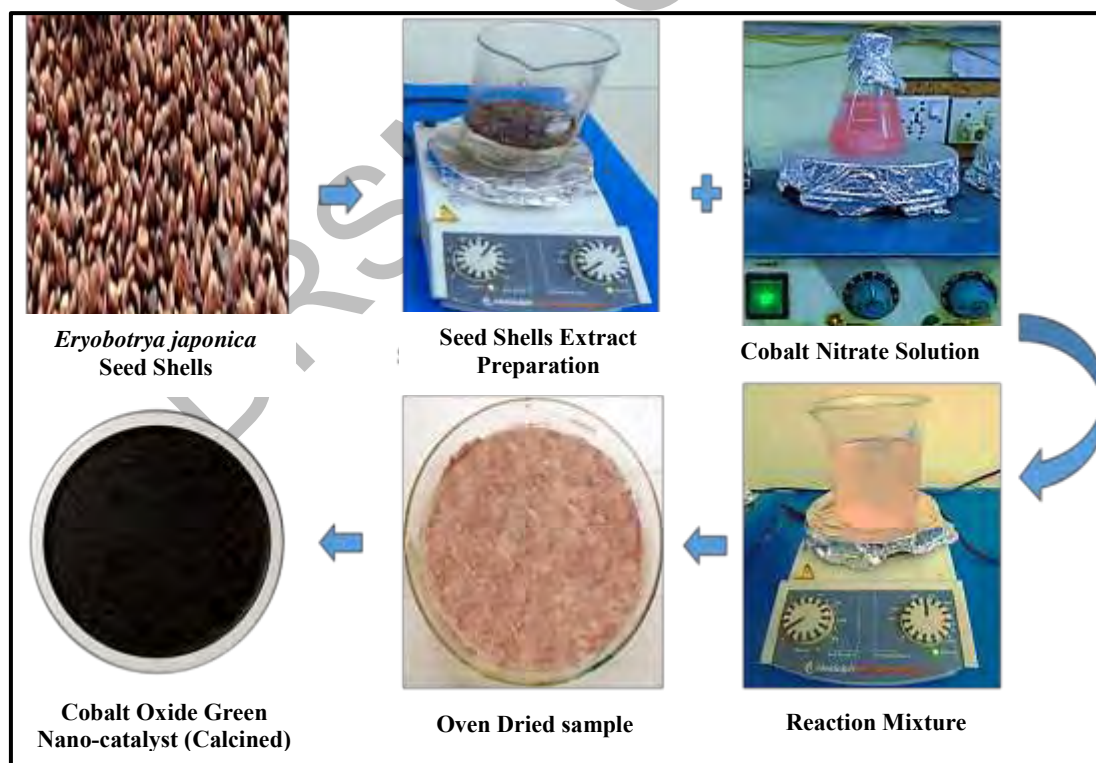 Eryobotrya japonica
Seed Shells
Seed Shells Extract
Preparation
Cobalt Nitrate Solution
Cobalt Oxide Green
Nano-catalyst (Calcined)
Oven Dried sample
Reaction Mixture